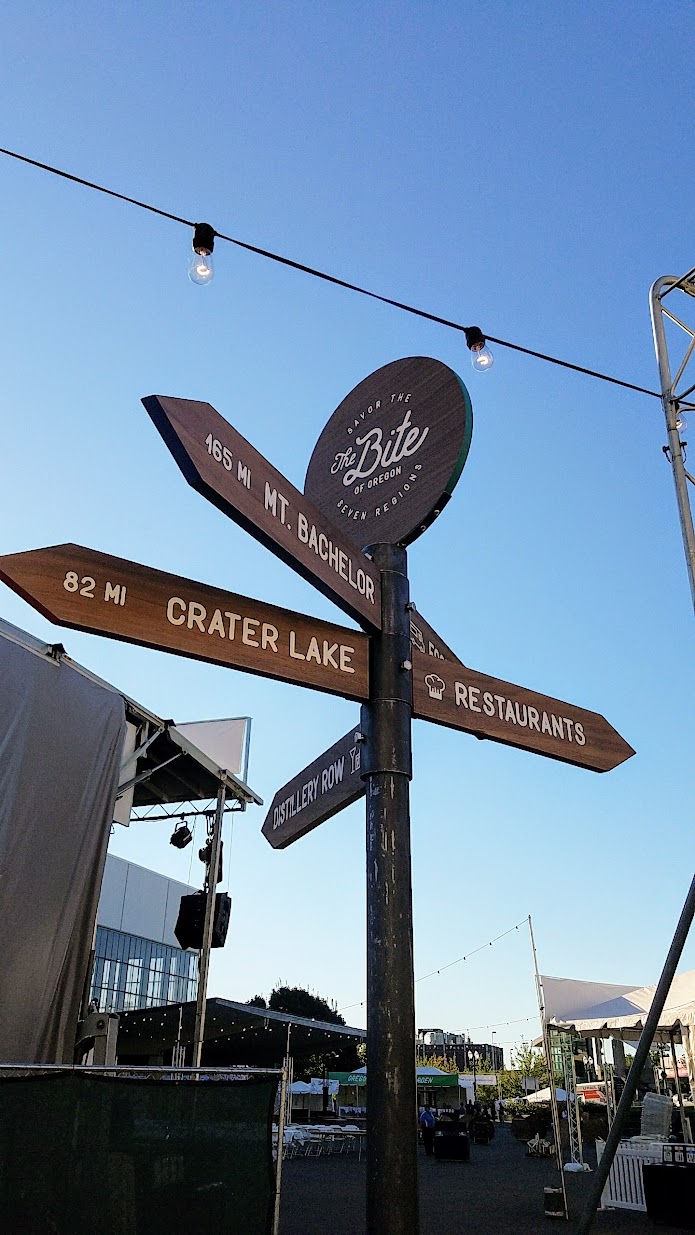 SAVOR THE
The Bite
OF OREGON
SEVEN REGIONS
165 MI MT. BACHELOR
82 MI CRATER LAKE
RESTAURANTS
DISTILLERY ROW